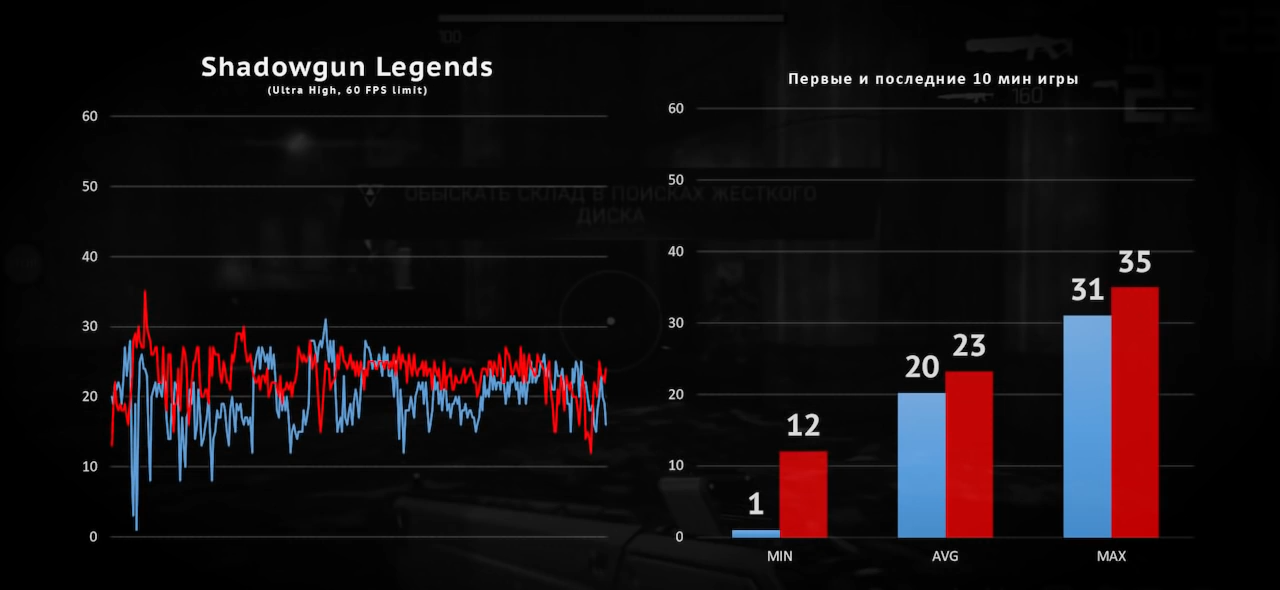 100
Shadowgun Legends
(Ultra High, 60 FPS limit)
60
50
40
30
20
10
0
Первые и последние 10 мин игры
160
23
ОБЫСКАТЬ СКЛАД В ПОИСКАХ ЖЕСТКОГО
ДИСКА
60
50
40
30
20
10
0
1
12
20
23
31
35
MIN
AVG
MAX